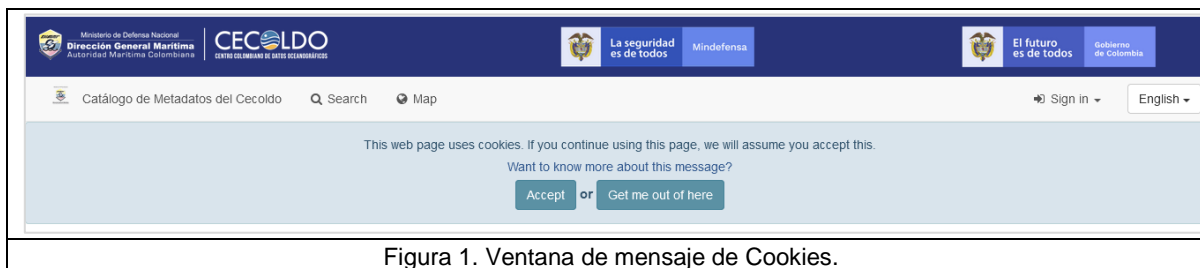 Ministerio de Defensa Nacional
Dirección General Marítima
Autoridad Marítima Colombiana
CECOLDO
CENTRO COLOMBIANO DE DATOS OCEANOGRÁFICOS
La seguridad
es de todos
Mindefensa
El futuro
es de todos
Gobierno
de Colombia
Catálogo de Metadatos del Cecoldo
Search
Map
Sign in
English
This web page uses cookies. If you continue using this page, we will assume you accept this.
Want to know more about this message?
Accept or Get me out of here
Figura 1. Ventana de mensaje de Cookies.